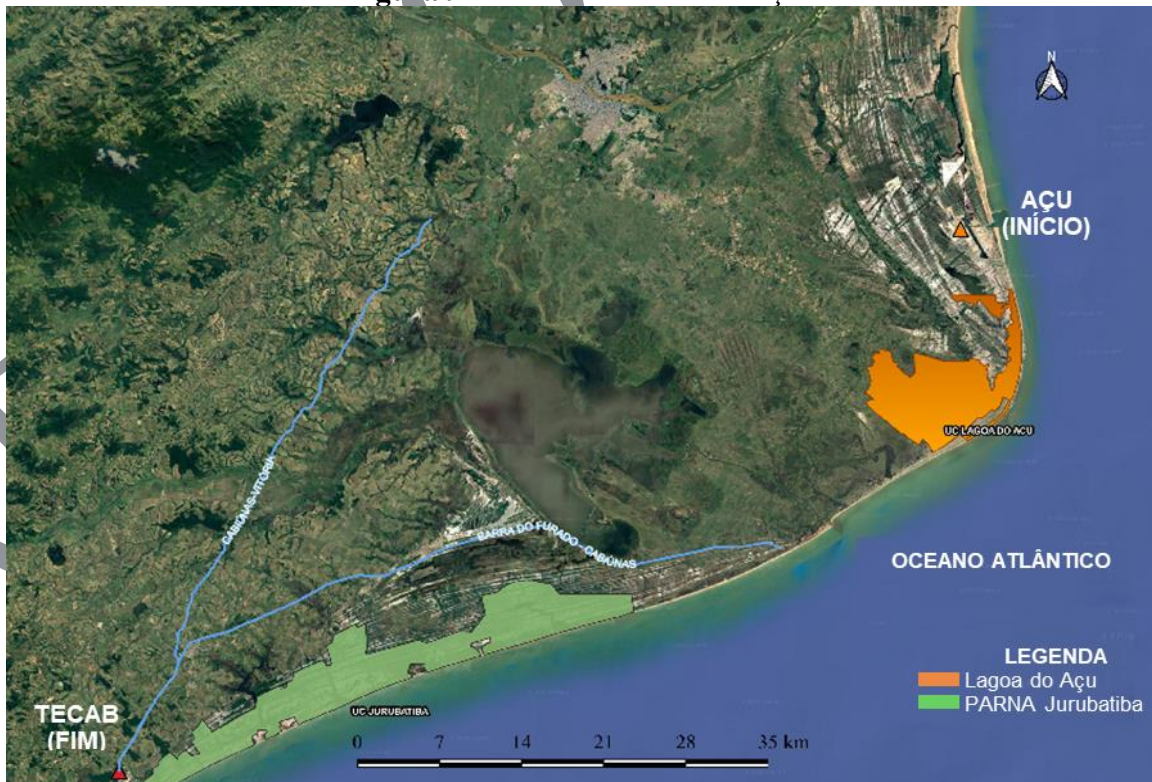 N
AÇU
(INÍCIO)
CABIÚNAS-VITÓRIA
UC LAGOA DO AÇU
BARRA DO FURADO - CABIÚNAS
OCEANO ATLÂNTICO
LEGENDA
Lagoa do Açu
PARNA Jurubatiba
TECAB
(FIM)
UC JURUBATIBA
0 7 14 21 28 35 km